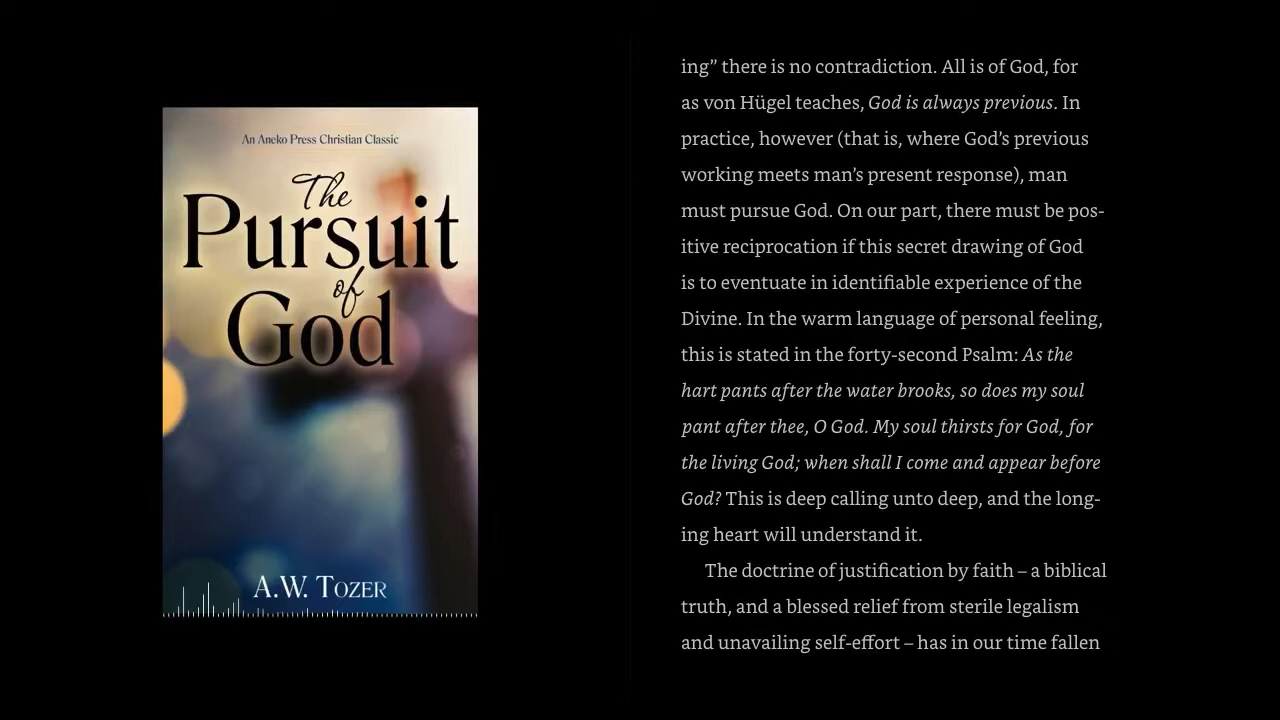 An Aneko Press Christian Classic
The
Pursuit
of
God
A.W. Tozer
ing” there is no contradiction. All is of God, for
as von Hügel teaches, God is always previous. In
practice, however (that is, where God’s previous
working meets man’s present response), man
must pursue God. On our part, there must be pos-
itive reciprocation if this secret drawing of God
is to eventuate in identifiable experience of the
Divine. In the warm language of personal feeling,
this is stated in the forty-second Psalm: As the
hart pants after the water brooks, so does my soul
pant after thee, O God. My soul thirsts for God, for
the living God; when shall I come and appear before
God? This is deep calling unto deep, and the long-
ing heart will understand it.
The doctrine of justification by faith – a biblical
truth, and a blessed relief from sterile legalism
and unavailing self-effort – has in our time fallen